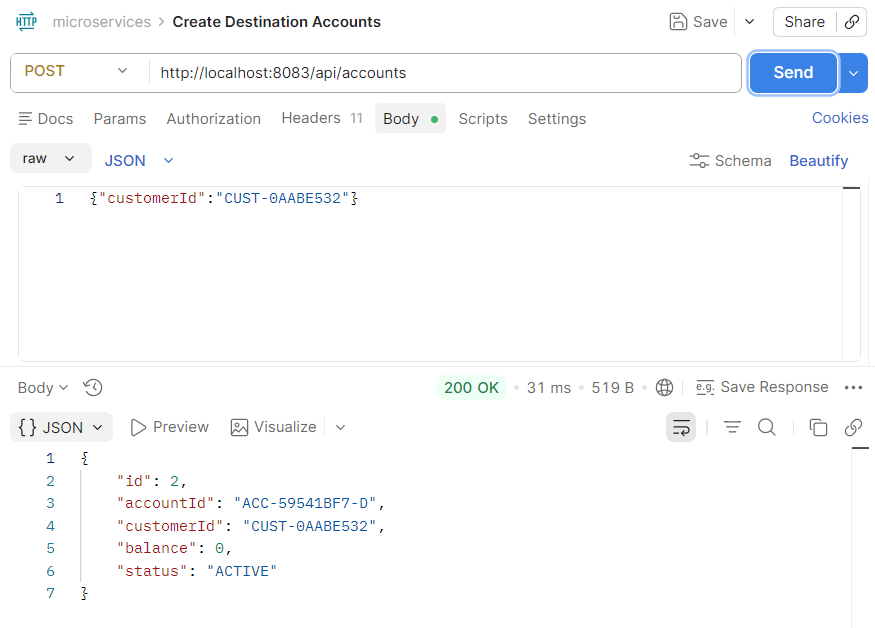 HTTP microservices > Create Destination Accounts Save Share
POST http://localhost:8083/api/accounts Send
Docs Params Authorization Headers 11 Body Scripts Settings Cookies
raw JSON Schema Beautify
1 {"customerId":"CUST-0AABE532"}
Body 200 OK • 31 ms • 519 B • e.g. Save Response
{} JSON Preview Visualize
1 {
2 "id": 2,
3 "accountId": "ACC-59541BF7-D",
4 "customerId": "CUST-0AABE532",
5 "balance": 0,
6 "status": "ACTIVE"
7 }